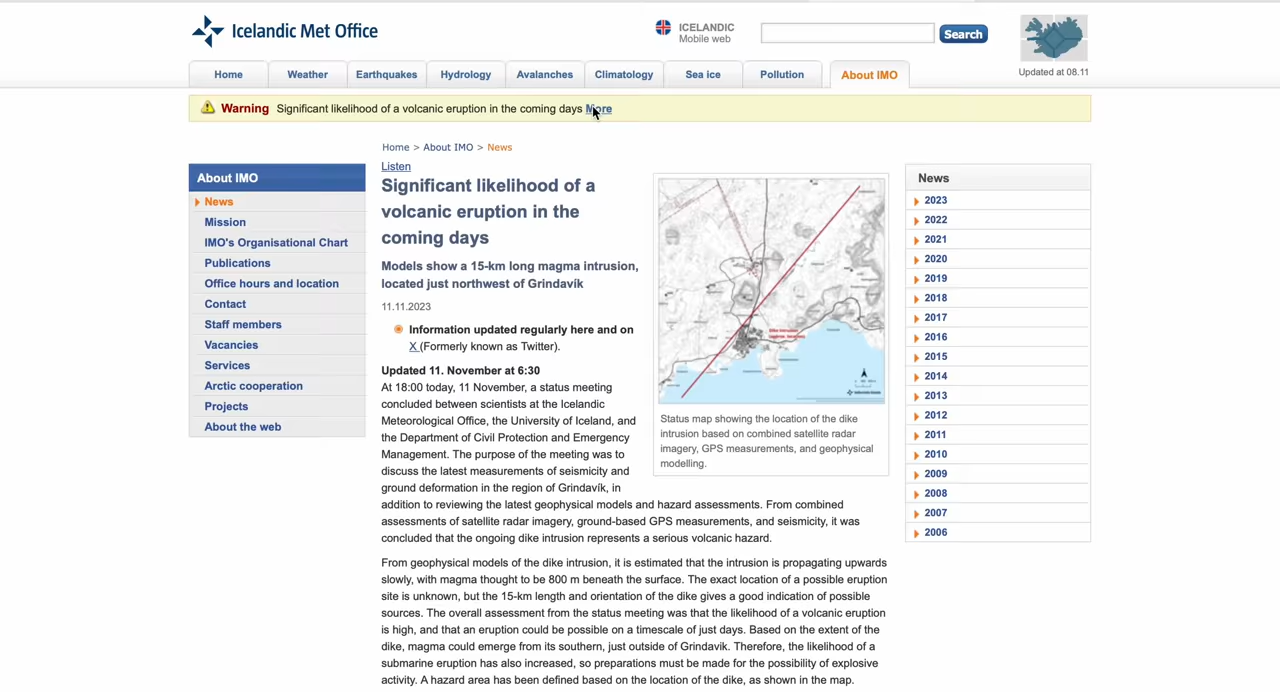 Icelandic Met Office
ICELANDIC
Mobile web
Search
Updated at 08.11
Home
Weather
Earthquakes
Hydrology
Avalanches
Climatology
Sea ice
Pollution
About IMO
Warning Significant likelihood of a volcanic eruption in the coming days More
Home > About IMO > News
About IMO
News
Mission
IMO's Organisational Chart
Publications
Office hours and location
Contact
Staff members
Vacancies
Services
Arctic cooperation
Projects
About the web
Listen
Significant likelihood of a
volcanic eruption in the
coming days
Models show a 15-km long magma intrusion,
located just northwest of Grindavík
11.11.2023
Information updated regularly here and on
X (Formerly known as Twitter).
Updated 11. November at 6:30
At 18:00 today, 11 November, a status meeting
concluded between scientists at the Icelandic
Meteorological Office, the University of Iceland, and
the Department of Civil Protection and Emergency
Management. The purpose of the meeting was to
discuss the latest measurements of seismicity and
ground deformation in the region of Grindavík, in
addition to reviewing the latest geophysical models and hazard assessments. From combined
assessments of satellite radar imagery, ground-based GPS measurements, and seismicity, it was
concluded that the ongoing dike intrusion represents a serious volcanic hazard.
From geophysical models of the dike intrusion, it is estimated that the intrusion is propagating upwards
slowly, with magma thought to be 800 m beneath the surface. The exact location of a possible eruption
site is unknown, but the 15-km length and orientation of the dike gives a good indication of possible
sources. The overall assessment from the status meeting was that the likelihood of a volcanic eruption
is high, and that an eruption could be possible on a timescale of just days. Based on the extent of the
dike, magma could emerge from its southern, just outside of Grindavik. Therefore, the likelihood of a
submarine eruption has also increased, so preparations must be made for the possibility of explosive
activity. A hazard area has been defined based on the location of the dike, as shown in the map.
Status map showing the location of the dike
intrusion based on combined satellite radar
imagery, GPS measurements, and geophysical
modelling.
News
2023
2022
2021
2020
2019
2018
2017
2016
2015
2014
2013
2012
2011
2010
2009
2008
2007
2006